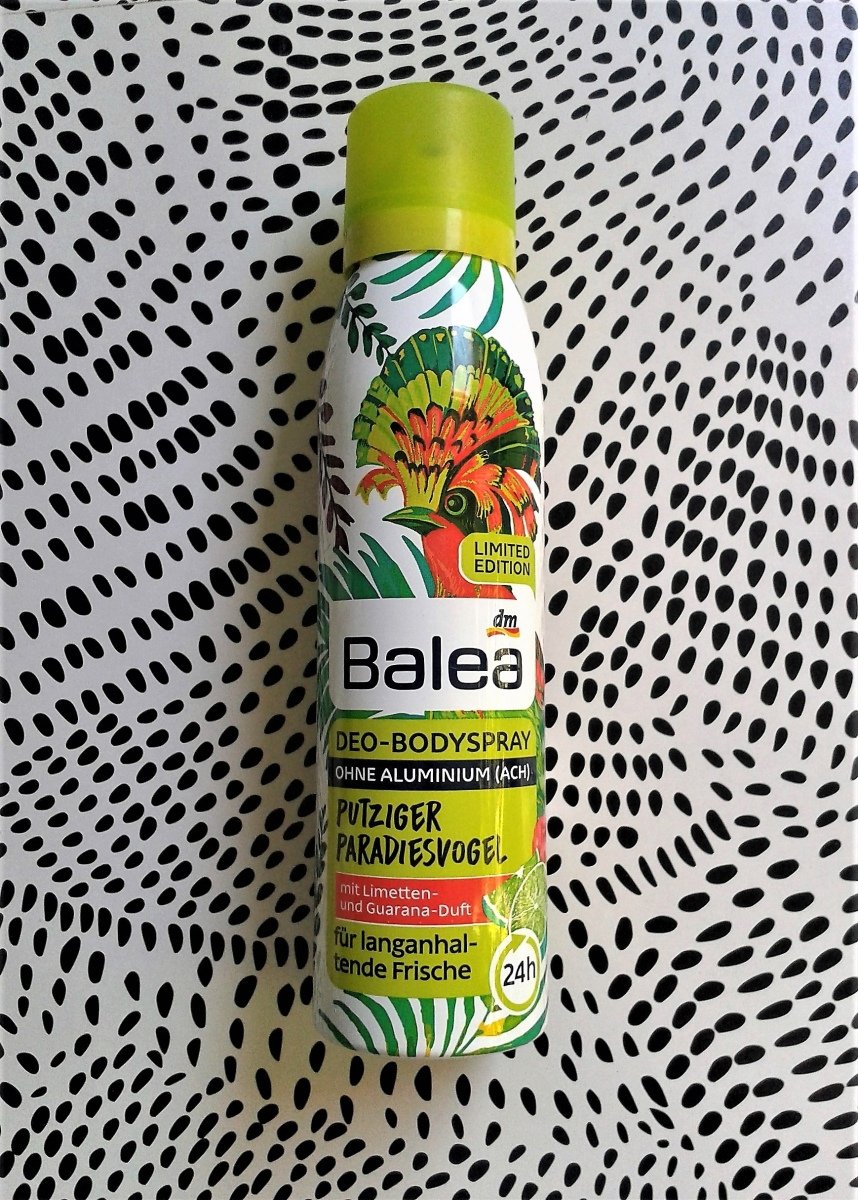 LIMITED
EDITION
dm
Balea
DEO-BODYSPRAY
OHNE ALUMINIUM (ACH)
PUTZIGER
PARADIESVOGEL
mit Limetten-
und Guarana-Duft
für langanhal-
tende Frische
24h